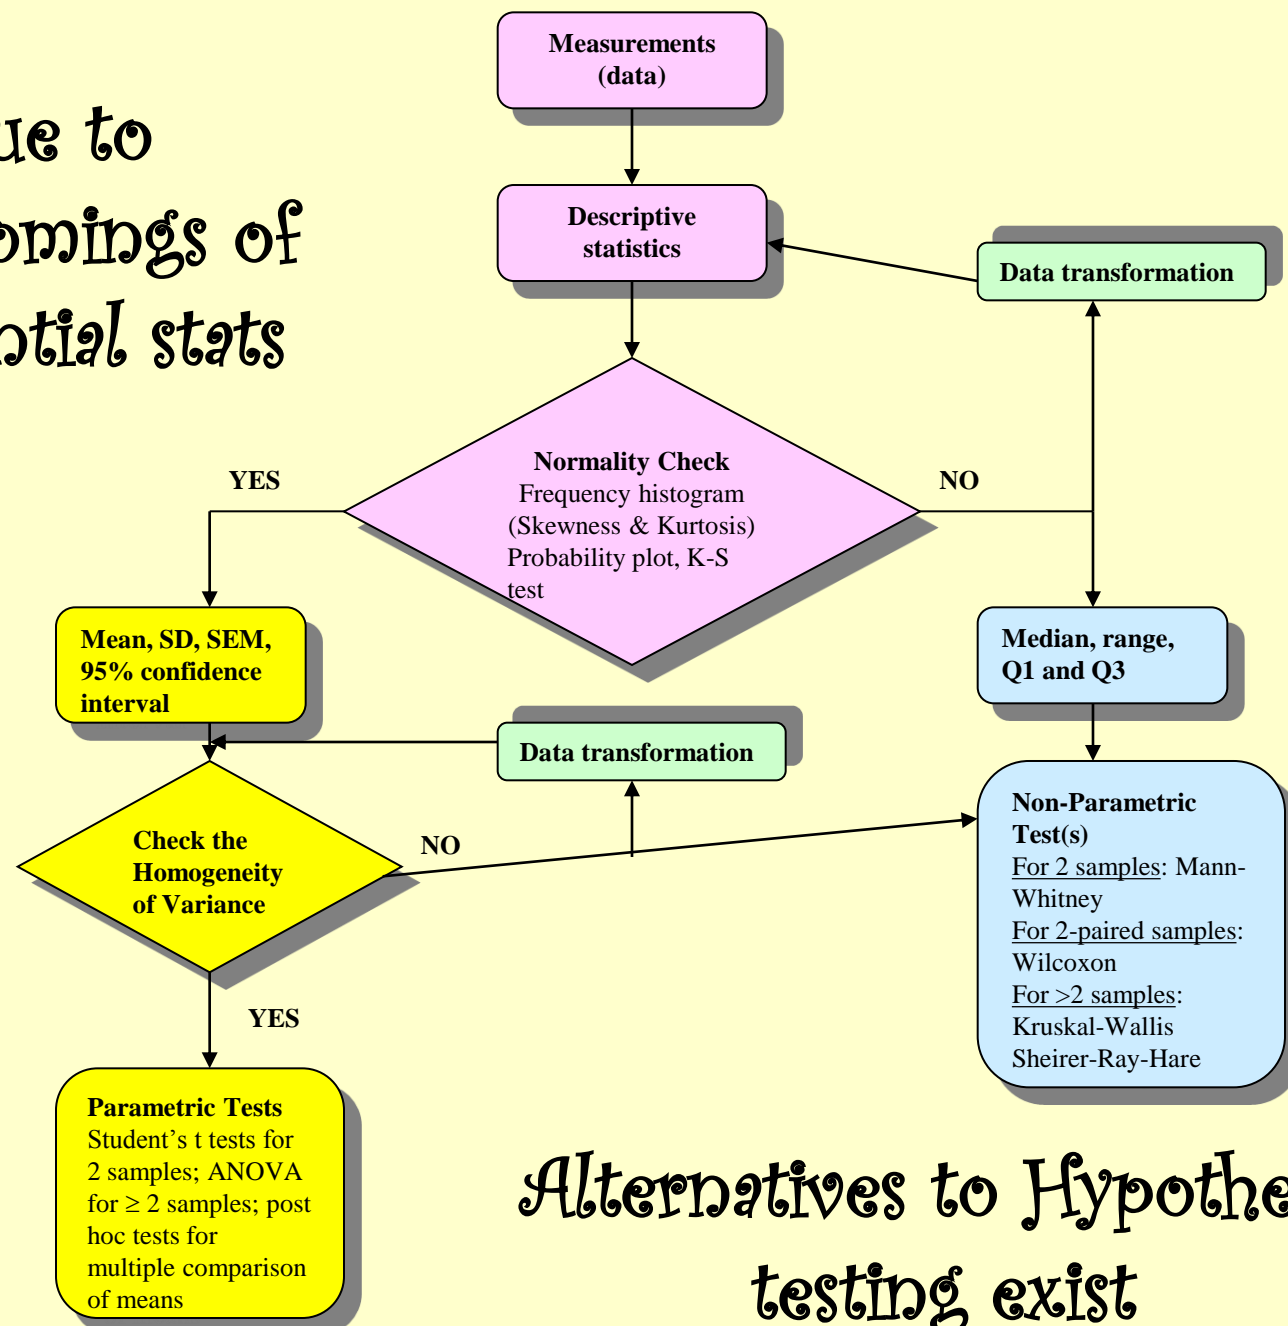 Measurements
(data)
to
of
stats
Descriptive
statistics
Data transformation
YES
Normality Check
Frequency histogram
(Skewness & Kurtosis)
Probability plot, K-S
test
NO
Mean, SD, SEM,
95% confidence
interval
Median, range,
Q1 and Q3
Data transformation
Check the
Homogeneity
of Variance
NO
Non-Parametric
Test(s)
For 2 samples: Mann-
Whitney
For 2-paired samples:
Wilcoxon
For >2 samples:
Kruskal-Wallis
Sheirer-Ray-Hare
YES
Parametric Tests
Student’s t tests for
2 samples; ANOVA
for ≥ 2 samples; post
hoc tests for
multiple comparison
of means
Alternatives to Hypothe
testing exist